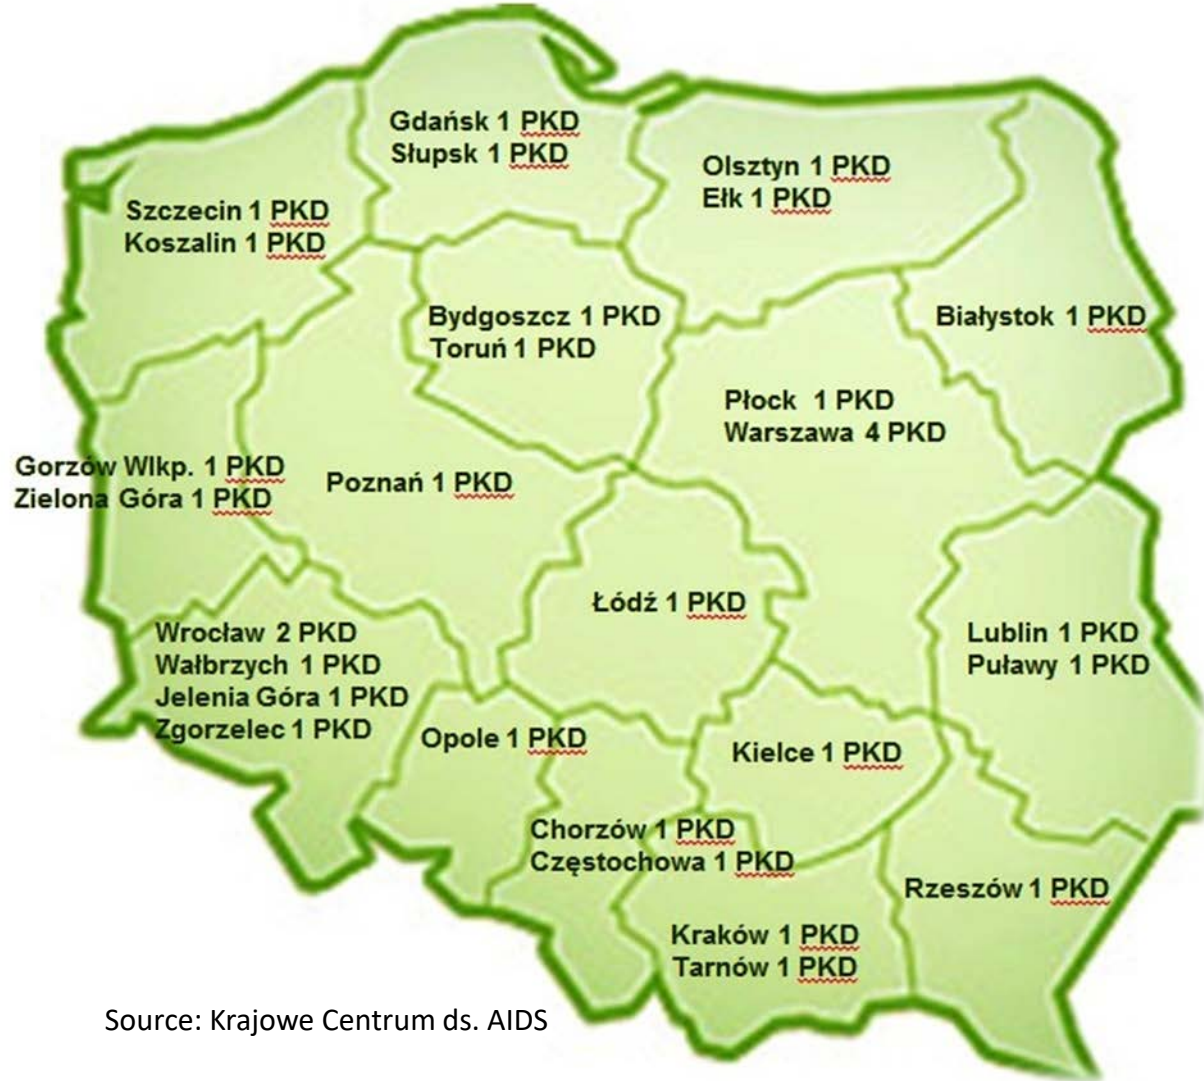 Gdańsk 1 PKD
Słupsk 1 PKD
Olsztyn 1 PKD
Ełk 1 PKD
Szczecin 1 PKD
Koszalin 1 PKD
Bydgoszcz 1 PKD
Toruń 1 PKD
Białystok 1 PKD
Płock 1 PKD
Warszawa 4 PKD
Gorzów Wlkp. 1 PKD
Zielona Góra 1 PKD
Poznań 1 PKD
Łódź 1 PKD
Wrocław 2 PKD
Wałbrzych 1 PKD
Jelenia Góra 1 PKD
Zgorzelec 1 PKD
Lublin 1 PKD
Puławy 1 PKD
Opole 1 PKD
Kielce 1 PKD
Chorzów 1 PKD
Częstochowa 1 PKD
Rzeszów 1 PKD
Kraków 1 PKD
Tarnów 1 PKD
Source: Krajowe Centrum ds. AIDS